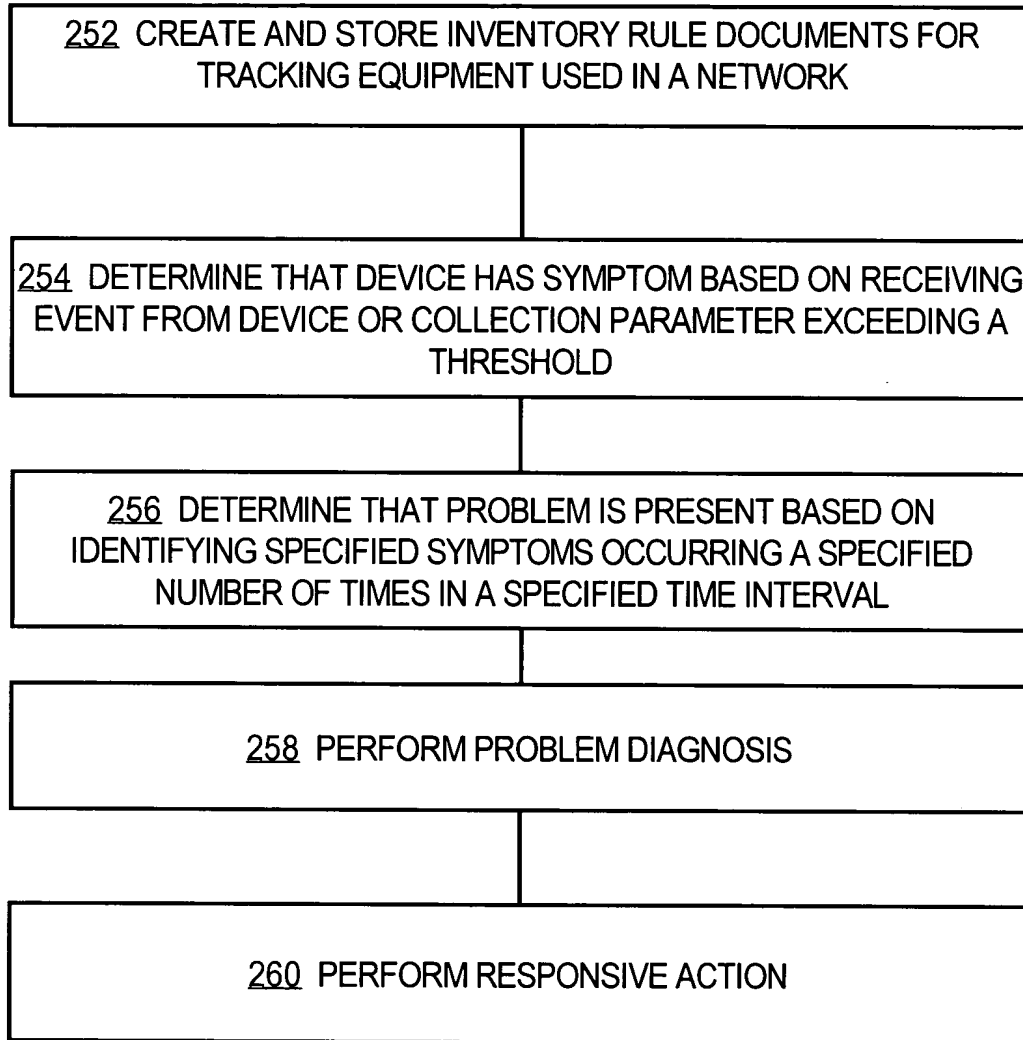 252 CREATE AND STORE INVENTORY RULE DOCUMENTS FOR
TRACKING EQUIPMENT USED IN A NETWORK
254 DETERMINE THAT DEVICE HAS SYMPTOM BASED ON RECEIVING
EVENT FROM DEVICE OR COLLECTION PARAMETER EXCEEDING A
THRESHOLD
256 DETERMINE THAT PROBLEM IS PRESENT BASED ON
IDENTIFYING SPECIFIED SYMPTOMS OCCURRING A SPECIFIED
NUMBER OF TIMES IN A SPECIFIED TIME INTERVAL
258 PERFORM PROBLEM DIAGNOSIS
260 PERFORM RESPONSIVE ACTION